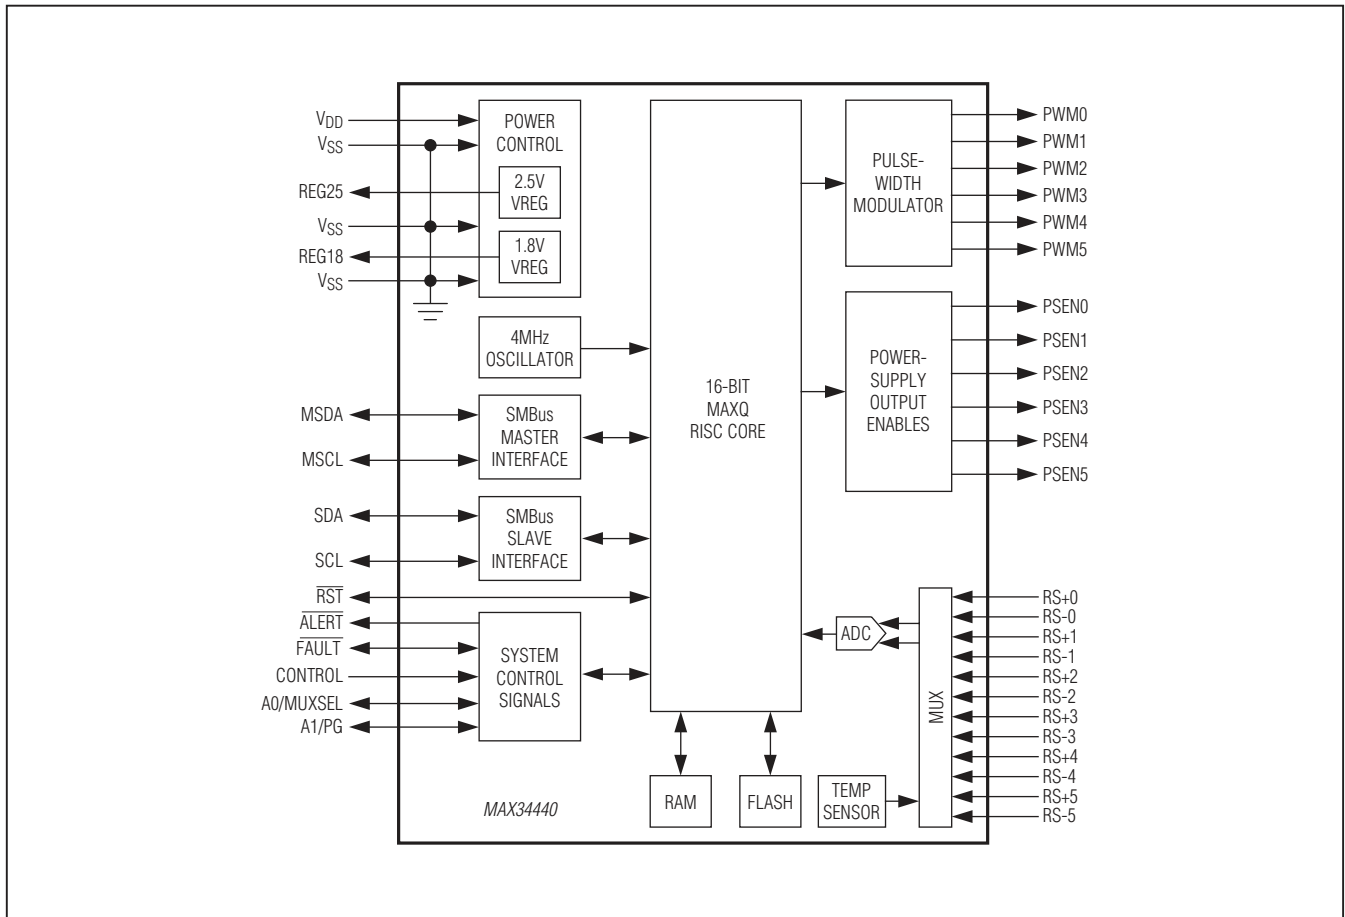 VDD
VSS
REG25
VSS
REG18
VSS
POWER
CONTROL
2.5V
VREG
1.8V
VREG
4MHz
OSCILLATOR
MSDA
MSCL
SMBus
MASTER
INTERFACE
SDA
SCL
SMBus
SLAVE
INTERFACE
RST
ALERT
FAULT
CONTROL
A0/MUXSEL
A1/PG
SYSTEM
CONTROL
SIGNALS
16-BIT
MAXQ
RISC CORE
PULSE-
WIDTH
MODULATOR
PWM0
PWM1
PWM2
PWM3
PWM4
PWM5
POWER-
SUPPLY
OUTPUT
ENABLES
PSEN0
PSEN1
PSEN2
PSEN3
PSEN4
PSEN5
ADC
MUX
RS+0
RS-0
RS+1
RS-1
RS+2
RS-2
RS+3
RS-3
RS+4
RS-4
RS+5
RS-5
RAM
FLASH
TEMP
SENSOR
MAX34440